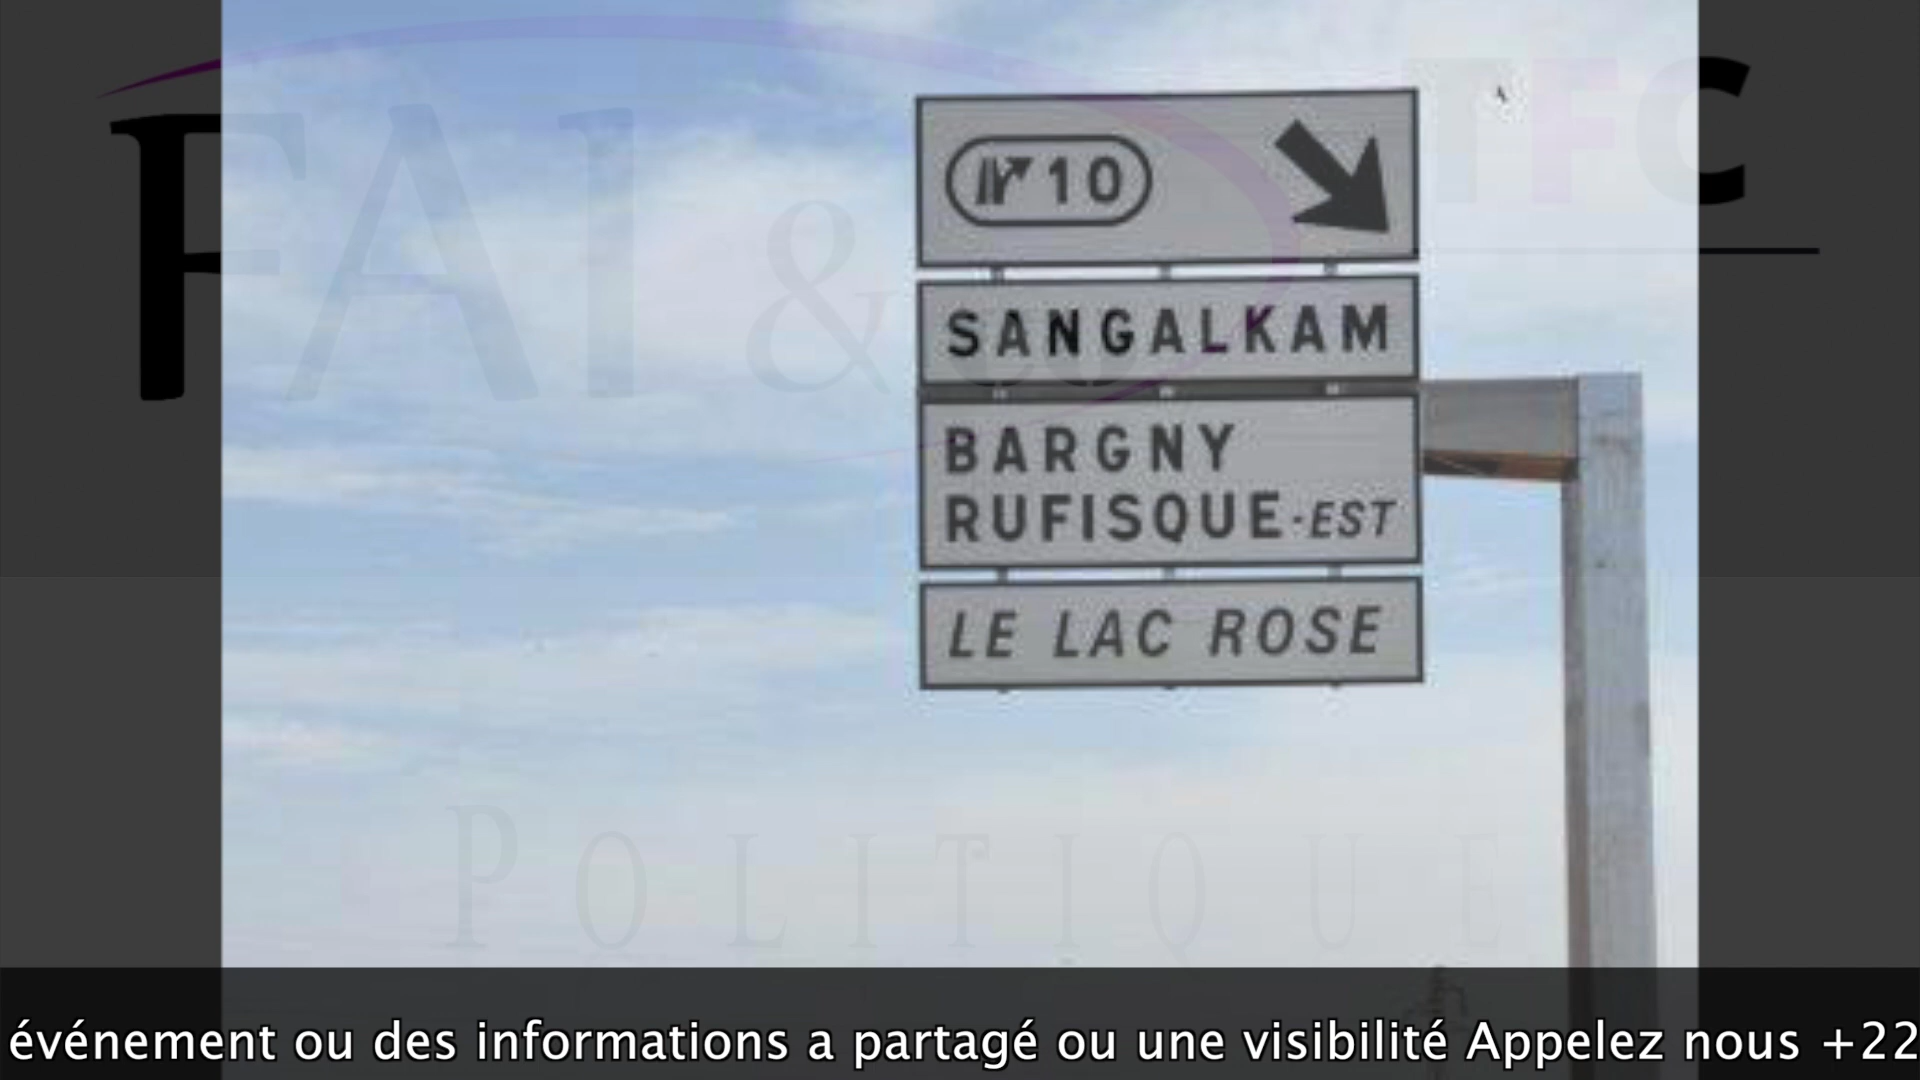 FAI & Co
TFC
10
SANGALKAM
BARGNY
RUFISQUE-EST
LE LAC ROSE
POLITIQUE
événement ou des informations a partagé ou une visibilité Appelez nous +22